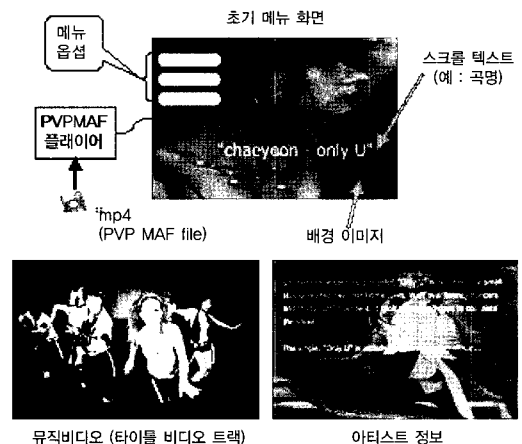 초기 메뉴 화면
메뉴
옵셥
스크롤 텍스트
(예 : 곡명)
PVPMAF
플래이어
"chaeyeon - only U"
*mp4
(PVP MAF file)
배경 이미지
뮤직비디오 (타이틀 비디오 트랙)
아티스트 정보